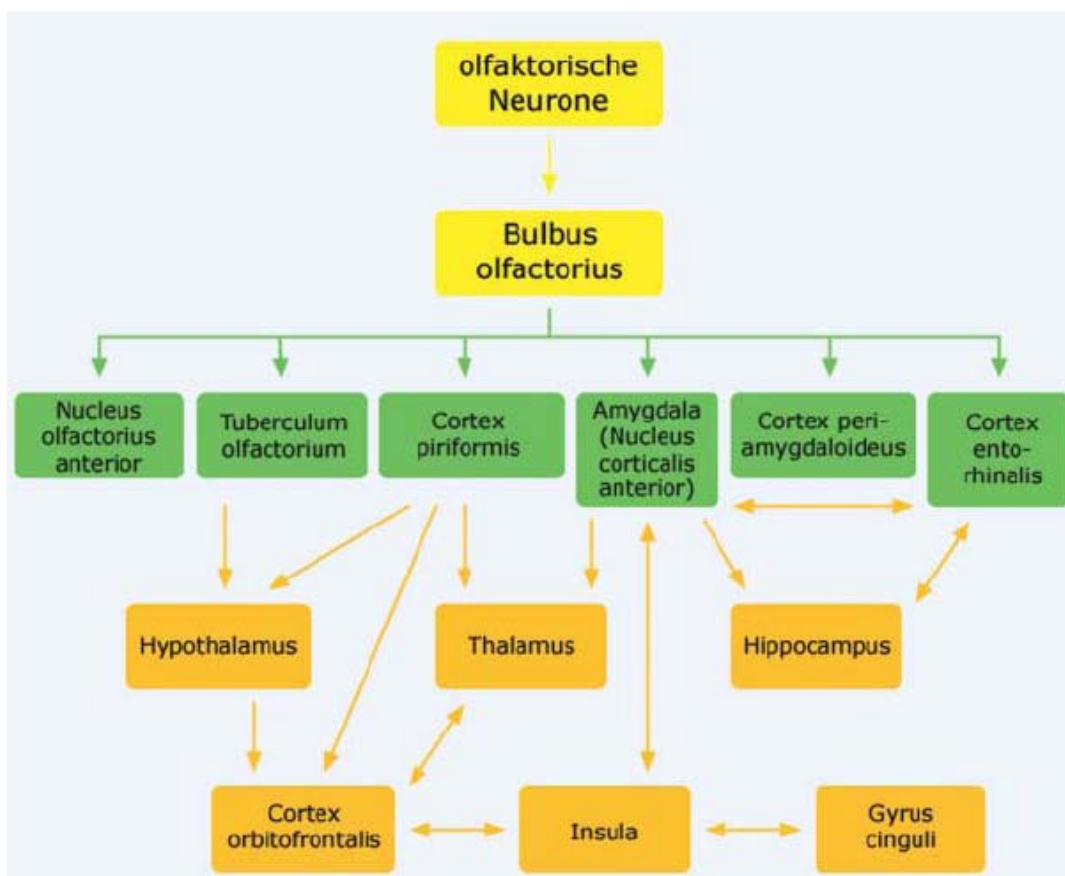 olfaktorische
Neurone
Bulbus
olfactorius
Nucleus
olfactorius
anterior
Tuberculum
olfactorium
Cortex
piriformis
Amygdala
(Nucleus
corticalis
anterior)
Cortex peri-
amygdaloideus
Cortex
ento-
rhinalis
Hypothalamus
Thalamus
Hippocampus
Cortex
orbitofrontalis
Insula
Gyrus
cinguli